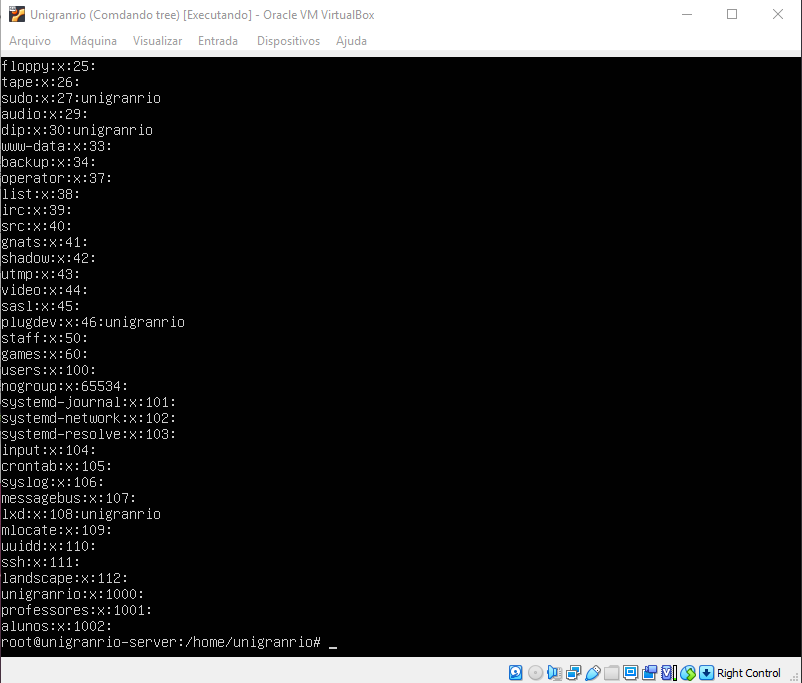 Unigranrio (Comdando tree) [Executando] - Oracle VM VirtualBox
Arquivo Máquina Visualizar Entrada Dispositivos Ajuda
floppy:x:25:
tape:x:26:
sudo:x:27:unigranrio
audio:x:29:
dip:x:30:unigranrio
www-data:x:33:
backup:x:34:
operator:x:37:
list:x:38:
irc:x:39:
src:x:40:
gnats:x:41:
shadow:x:42:
utmp:x:43:
video:x:44:
sasl:x:45:
plugdev:x:46:unigranrio
staff:x:50:
games:x:60:
users:x:100:
nogroup:x:65534:
systemd-journal:x:101:
systemd-network:x:102:
systemd-resolve:x:103:
input:x:104:
crontab:x:105:
syslog:x:106:
messagebus:x:107:
lxd:x:108:unigranrio
mlocate:x:109:
uuidd:x:110:
ssh:x:111:
landscape:x:112:
unigranrio:x:1000:
professores:x:1001:
alunos:x:1002:
root@unigranrio-server:/home/unigranrio# _
Right Control